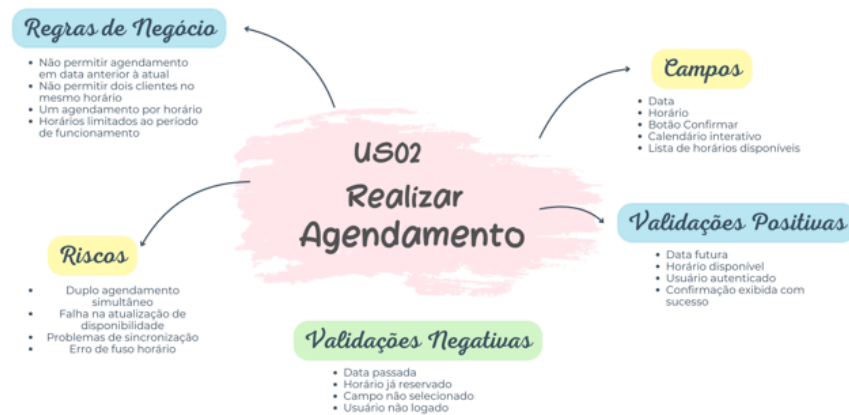 Regras de Negócio
• Não permitir agendamento
em data anterior à atual
• Não permitir dois clientes no
mesmo horário
• Um agendamento por horário
• Horários limitados ao período
de funcionamento
Campos
• Data
• Horário
• Botão Confirmar
• Calendário interativo
• Lista de horários disponíveis
US02
Realizar
Agendamento
Riscos
• Duplo agendamento
simultâneo
• Falha na atualização de
disponibilidade
• Problemas de sincronização
• Erro de fuso horário
Validações Positivas
• Data futura
• Horário disponível
• Usuário autenticado
• Confirmação exibida com
sucesso
Validações Negativas
• Data passada
• Horário já reservado
• Campo não selecionado
• Usuário não logado